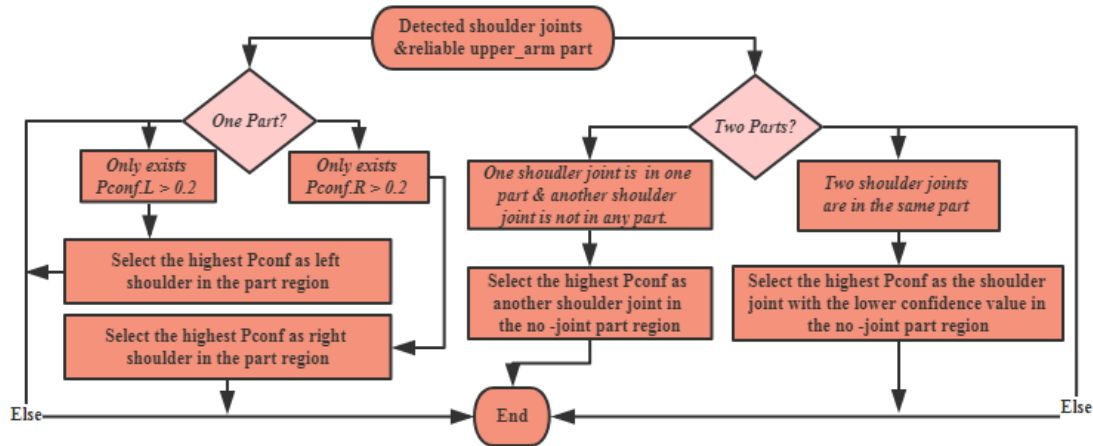 Detected shoulder joints
&reliable upper_arm part
One Part?
Two Parts?
Only exists
Pconf.L > 0.2
Only exists
Pconf.R > 0.2
One shoudler joint is in one
part & another shoulder
joint is not in any part.
Two shoulder joints
are in the same part
Select the highest Pconf as left
shoulder in the part region
Select the highest Pconf as
another shoulder joint in
the no -joint part region
Select the highest Pconf as the shoulder
joint with the lower confidence value in
the no -joint part region
Select the highest Pconf as right
shoulder in the part region
Else
End
Else